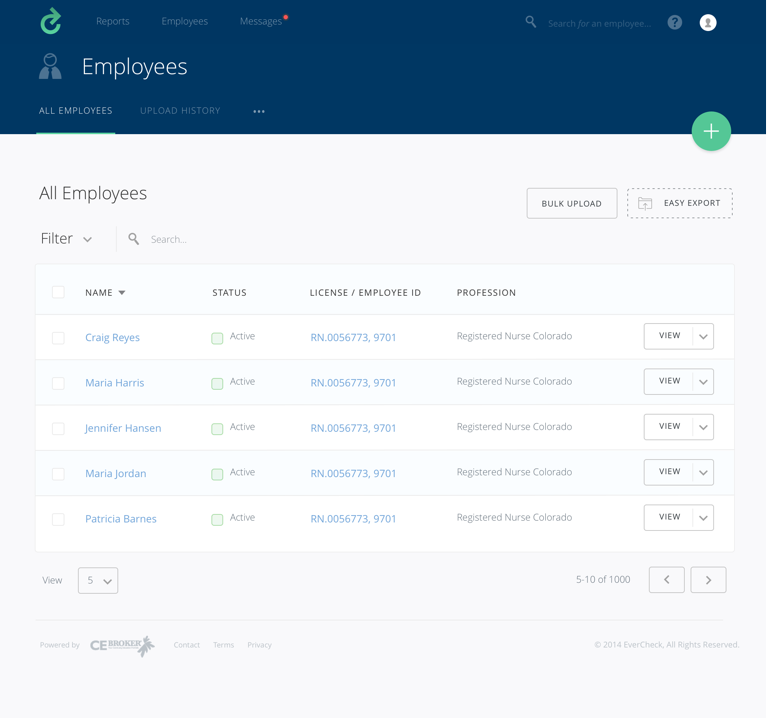 Reports Employees Messages Search for an employee... ?
Employees
ALL EMPLOYEES UPLOAD HISTORY ...
All Employees
BULK UPLOAD EASY EXPORT
Filter Search...
NAME STATUS LICENSE / EMPLOYEE ID PROFESSION
Craig Reyes Active RN.0056773, 9701 Registered Nurse Colorado VIEW
Maria Harris Active RN.0056773, 9701 Registered Nurse Colorado VIEW
Jennifer Hansen Active RN.0056773, 9701 Registered Nurse Colorado VIEW
Maria Jordan Active RN.0056773, 9701 Registered Nurse Colorado VIEW
Patricia Barnes Active RN.0056773, 9701 Registered Nurse Colorado VIEW
View 5 5-10 of 1000
Powered by CE BROKER Contact Terms Privacy © 2014 EverCheck, All Rights Reserved.